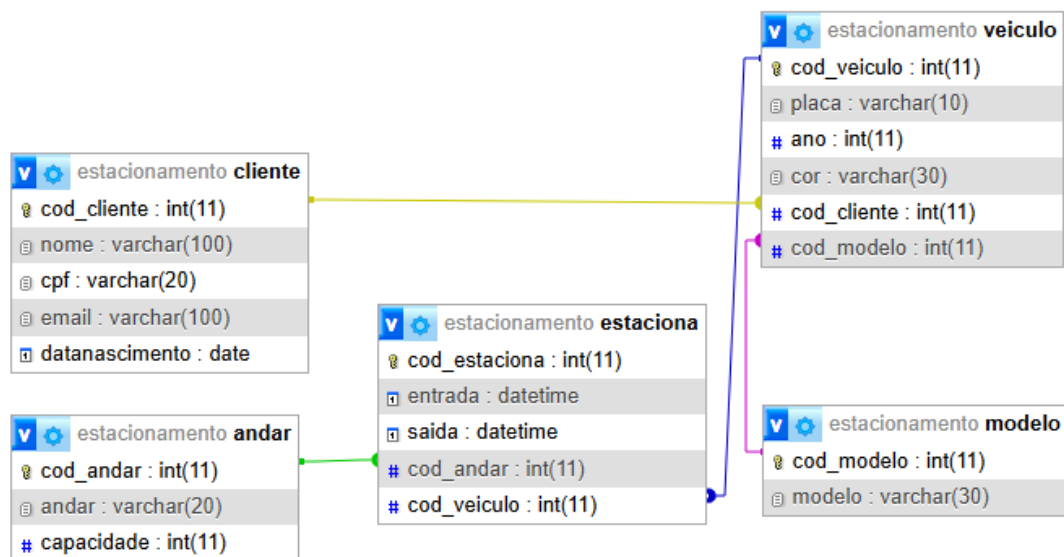 estacionamento veiculo
cod_veiculo : int(11)
placa : varchar(10)
# ano : int(11)
cor : varchar(30)
# cod_cliente : int(11)
# cod_modelo : int(11)
estacionamento cliente
cod_cliente : int(11)
nome : varchar(100)
cpf : varchar(20)
email : varchar(100)
datanascimento : date
estacionamento estaciona
cod_estaciona : int(11)
entrada : datetime
saida : datetime
# cod_andar : int(11)
# cod_veiculo : int(11)
estacionamento andar
cod_andar : int(11)
andar : varchar(20)
# capacidade : int(11)
estacionamento modelo
cod_modelo : int(11)
modelo : varchar(30)